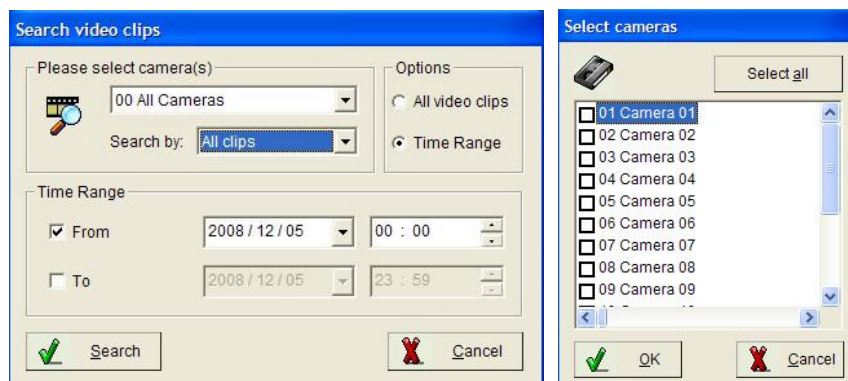 Search video clips
Please select camera(s)
00 All Cameras
Search by: All clips
Options
All video clips
Time Range
Time Range
From 2008 / 12 / 05 00 : 00
To 2008 / 12 / 05 23 : 59
Search Cancel
Select cameras
Select all
01 Camera 01
02 Camera 02
03 Camera 03
04 Camera 04
05 Camera 05
06 Camera 06
07 Camera 07
08 Camera 08
09 Camera 09
OK Cancel